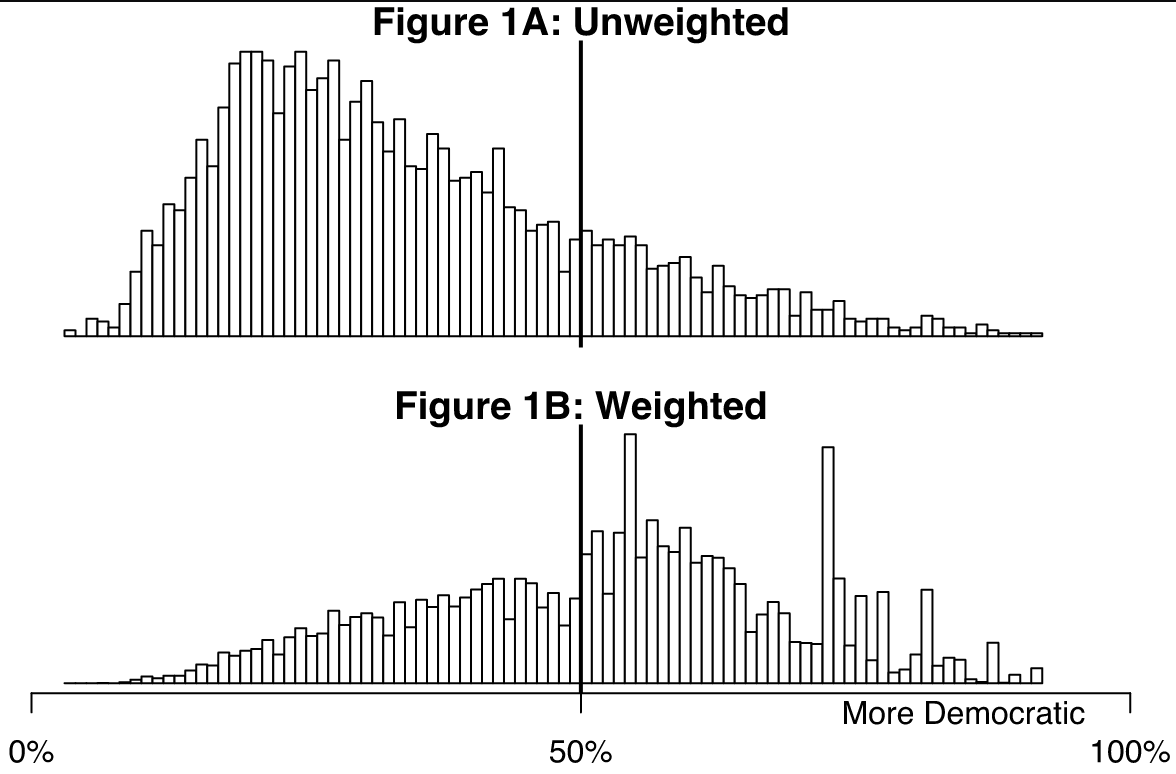 Figure 1A: Unweighted
Figure 1B: Weighted
More Democratic
0%
50%
100%